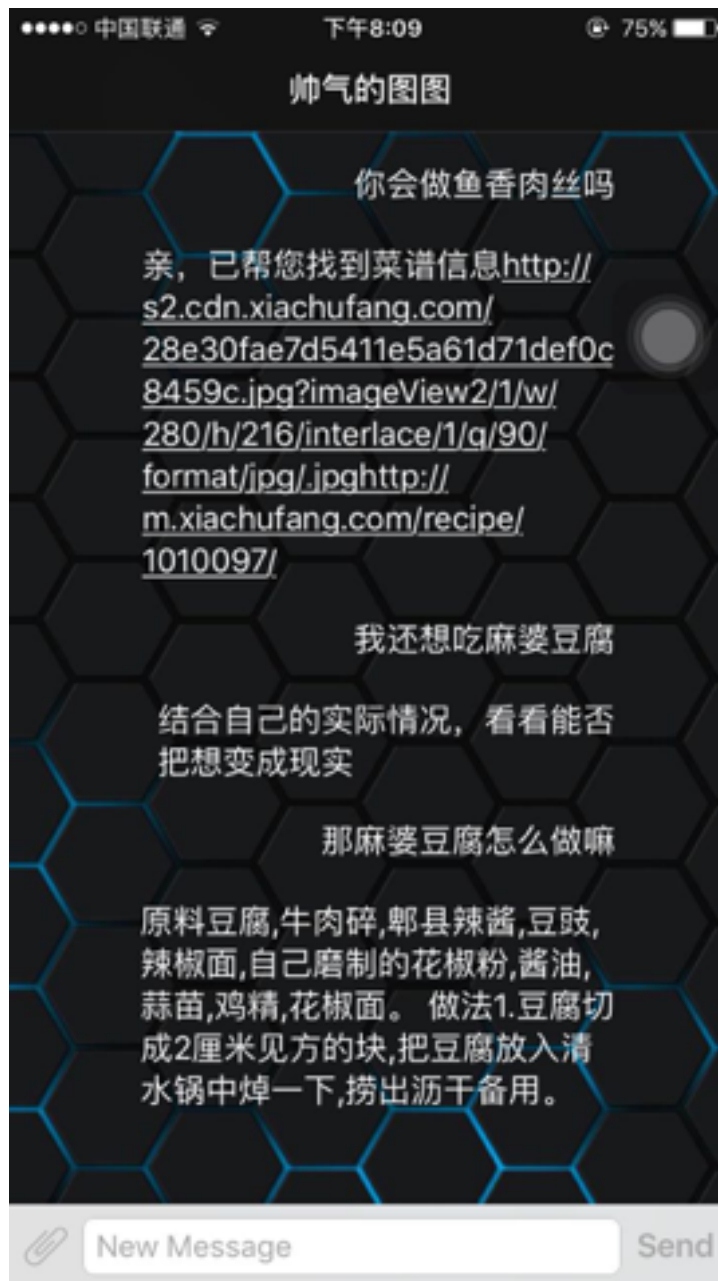 中国联通 下午8:09 75%
帅气的图图
你会做鱼香肉丝吗
亲，已帮您找到菜谱信息http://
s2.cdn.xiachufang.com/
28e30fae7d5411e5a61d71def0c
8459c.jpg?imageView2/1/w/
280/h/216/interlace/1/q/90/
format/jpg/.jpghttp://
m.xiachufang.com/recipe/
1010097/
我还想吃麻婆豆腐
结合自己的实际情况，看看能否
把想变成现实
那麻婆豆腐怎么做嘛
原料豆腐,牛肉碎,郫县辣酱,豆豉,
辣椒面,自己磨制的花椒粉,酱油,
蒜苗,鸡精,花椒面。 做法1.豆腐切
成2厘米见方的块,把豆腐放入清
水锅中焯一下,捞出沥干备用。
New Message Send